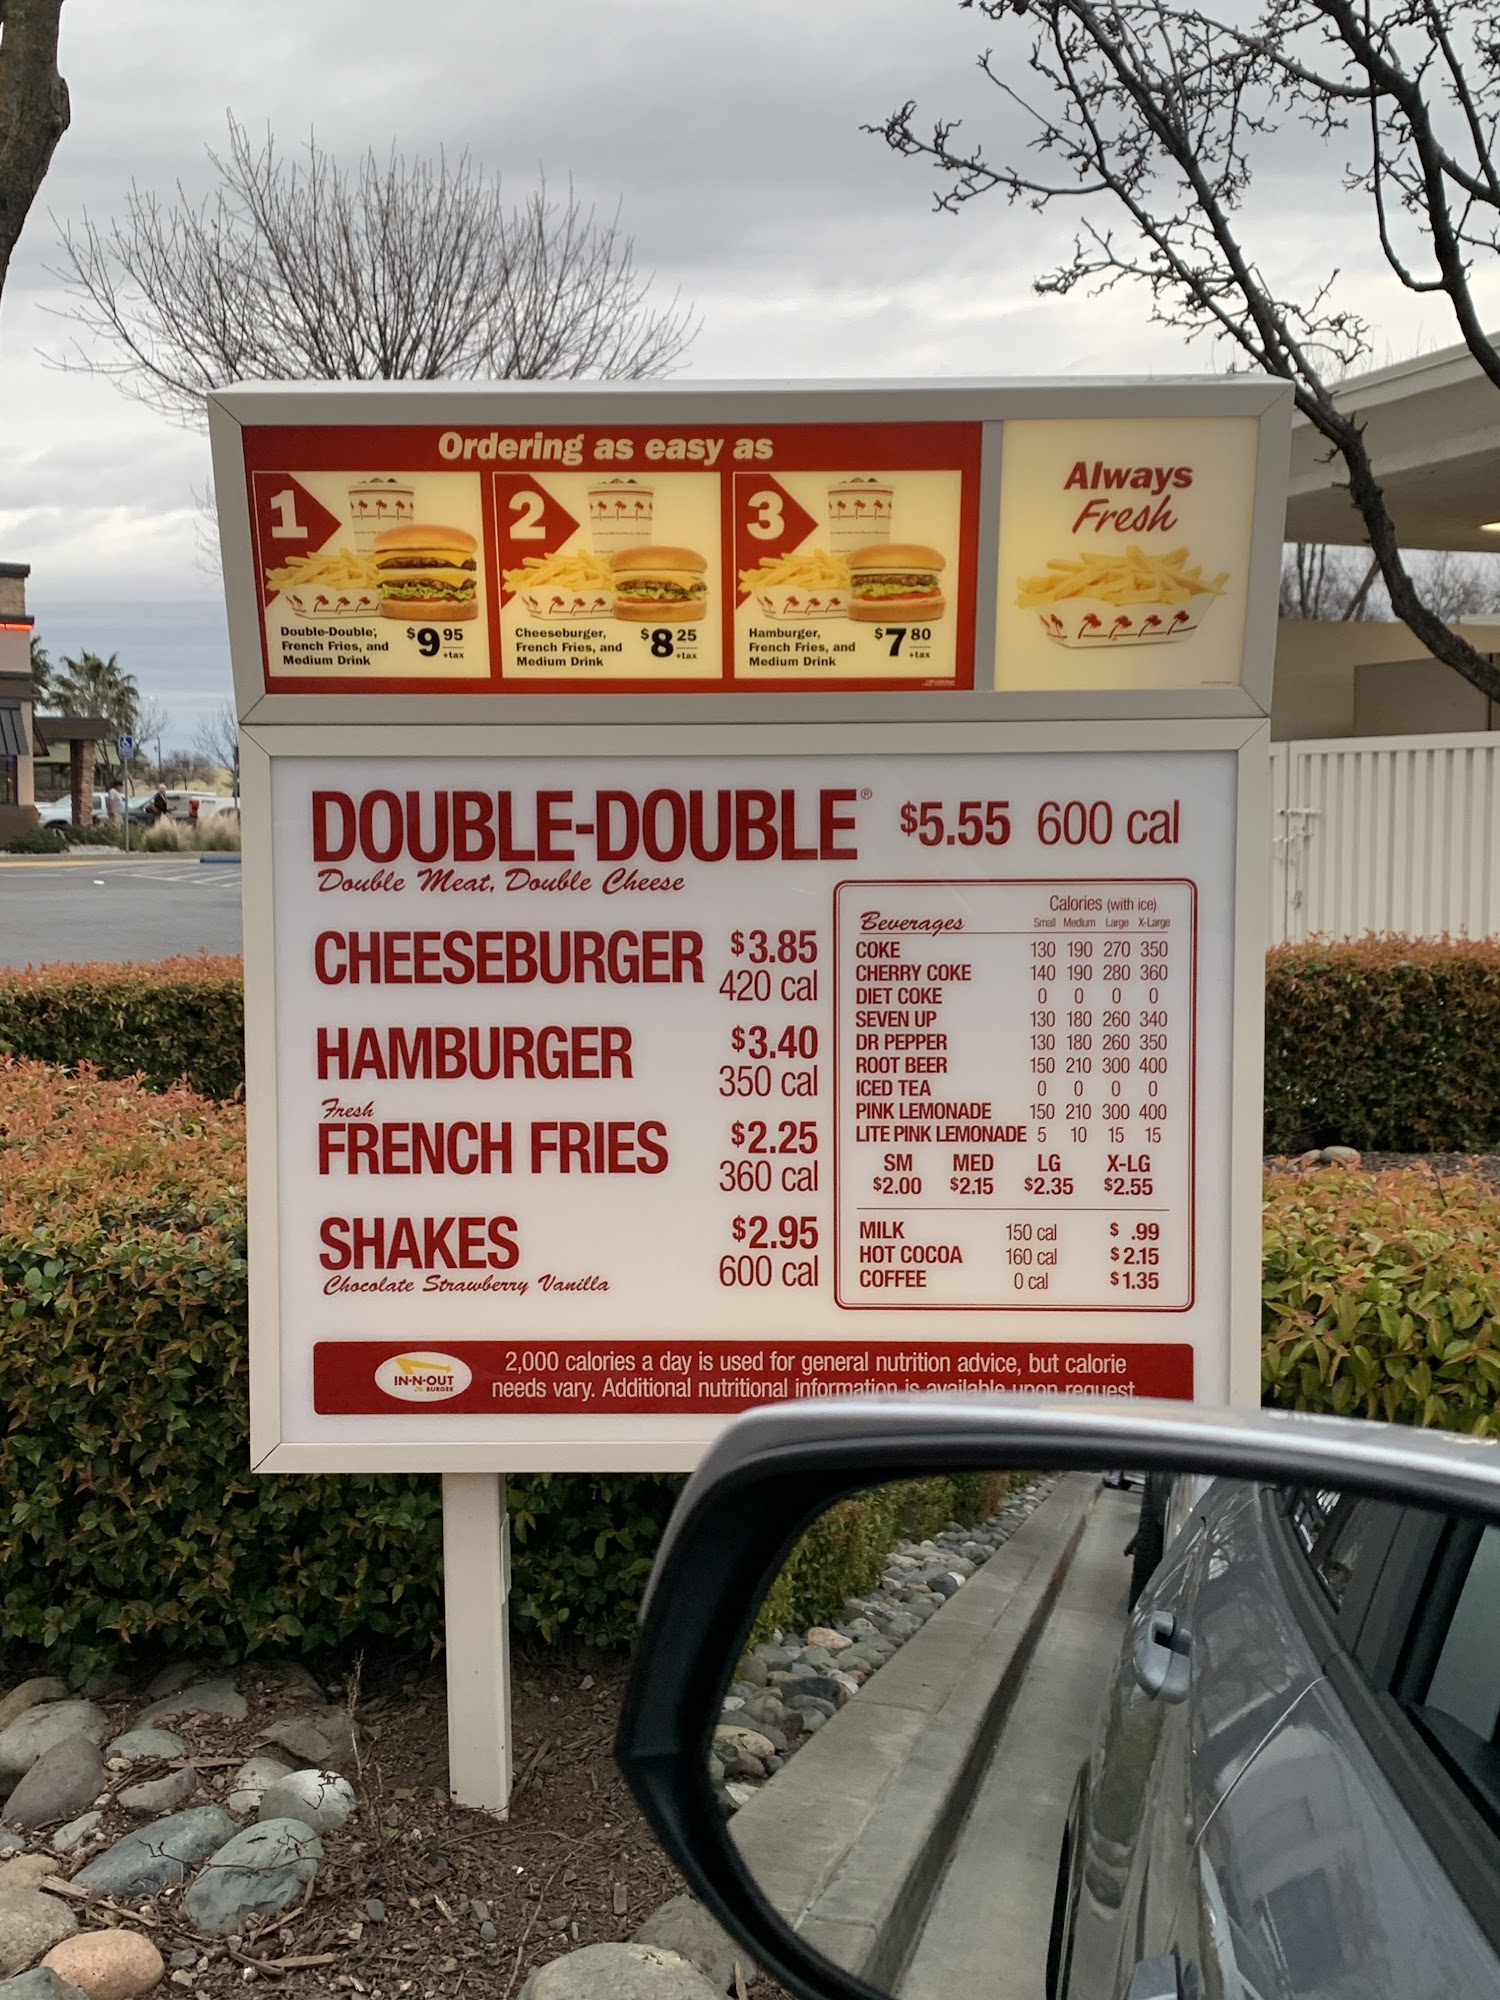 Ordering as easy as
1
Double-Double,®
French Fries, and
Medium Drink
$9 95
+tax
2
Cheeseburger,
French Fries, and
Medium Drink
$8 25
+tax
3
Hamburger,
French Fries, and
Medium Drink
$7 80
+tax
Always
Fresh
DOUBLE-DOUBLE® $5.55 600 cal
Double Meat, Double Cheese
CHEESEBURGER $3.85
420 cal
HAMBURGER $3.40
350 cal
Fresh
FRENCH FRIES $2.25
360 cal
SHAKES $2.95
Chocolate Strawberry Vanilla 600 cal
Calories (with ice)
Beverages Small Medium Large X-Large
COKE 130 190 270 350
CHERRY COKE 140 190 280 360
DIET COKE 0 0 0 0
SEVEN UP 130 180 260 340
DR PEPPER 130 180 260 350
ROOT BEER 150 210 300 400
ICED TEA 0 0 0 0
PINK LEMONADE 150 210 300 400
LITE PINK LEMONADE 5 10 15 15
SM MED LG X-LG
$2.00 $2.15 $2.35 $2.55
MILK 150 cal $ .99
HOT COCOA 160 cal $2.15
COFFEE 0 cal $1.35
IN-N-OUT
BURGER
2,000 calories a day is used for general nutrition advice, but calorie
needs vary. Additional nutritional information is available upon request.